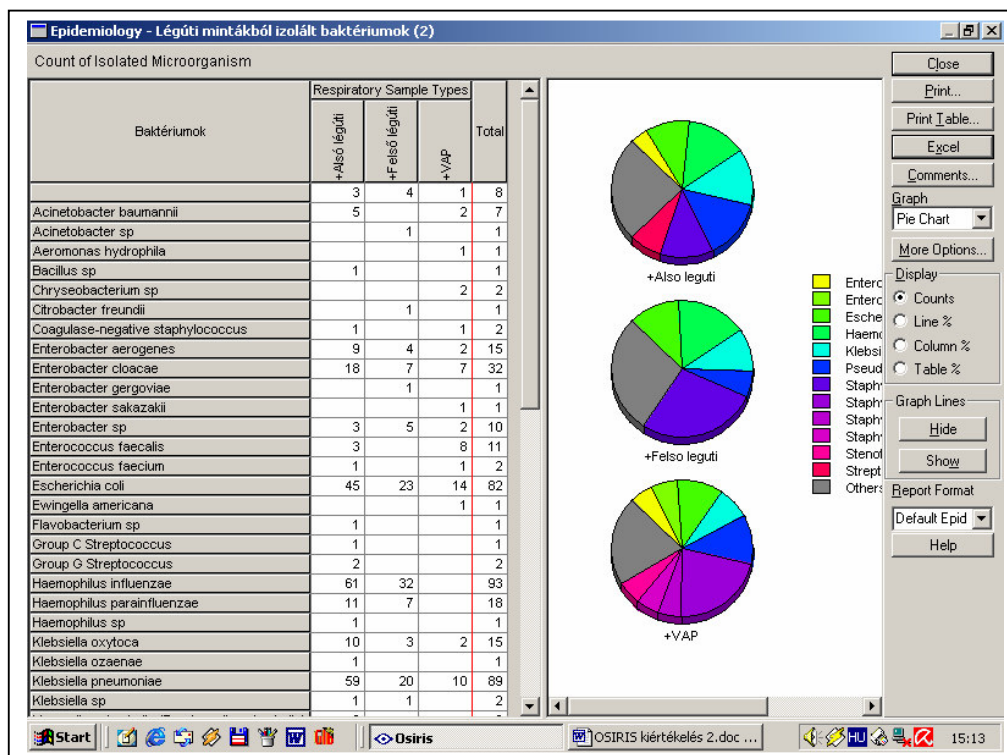 Epidemiology - Légúti mintákból izolált baktériumok (2)
Count of Isolated Microorganism
Baktériumok Respiratory Sample Types Total
+Alsó légúti +Felső légúti +VAP
3 4 1 8
Acinetobacter baumannii 5 2 7
Acinetobacter sp 1 1
Aeromonas hydrophila 1 1
Bacillus sp 1 1
Chryseobacterium sp 2 2
Citrobacter freundii 1 1
Coagulase-negative staphylococcus 1 1 2
Enterobacter aerogenes 9 4 2 15
Enterobacter cloacae 18 7 7 32
Enterobacter gergoviae 1 1
Enterobacter sakazakii 1 1
Enterobacter sp 3 5 2 10
Enterococcus faecalis 3 8 11
Enterococcus faecium 1 1 2
Escherichia coli 45 23 14 82
Ewingella americana 1 1
Flavobacterium sp 1 1
Group C Streptococcus 1 1
Group G Streptococcus 2 2
Haemophilus influenzae 61 32 93
Haemophilus parainfluenzae 11 7 18
Haemophilus sp 1 1
Klebsiella oxytoca 10 3 2 15
Klebsiella ozaenae 1 1
Klebsiella pneumoniae 59 20 10 89
Klebsiella sp 1 1 2
+Also leguti
+Felso leguti
+VAP
Enteroc
Enterc
Esche
Haemo
Klebsi
Pseud
Staphy
Staphy
Staphy
Stenof
Strept
Others
Close
Print...
Print Table...
Excel
Comments...
Graph
Pie Chart
More Options...
Display
Counts
Line %
Column %
Table %
Graph Lines
Hide
Show
Report Format
Default Epid
Help
Start
Osiris
OSIRIS kiértékelés 2.doc ...
HU
15:13